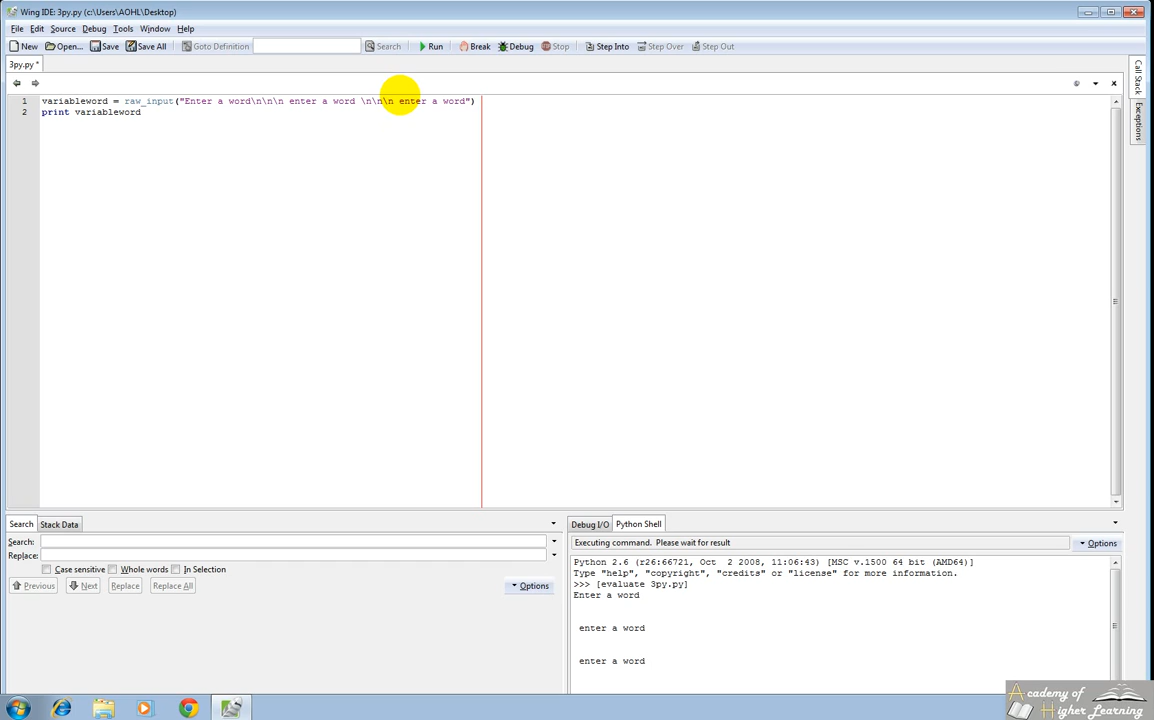 Wing IDE: 3py.py (c:\Users\AOHL\Desktop)
File Edit Source Debug Tools Window Help
New Open... Save Save All Goto Definition Search Run Break Debug Stop Step Into Step Over Step Out
3py.py *
1 variableword = raw_input("Enter a word\n\n\n enter a word \n\n\n enter a word")
2 print variableword
Call Stack
Exceptions
Search Stack Data
Search:
Replace:
Case sensitive Whole words In Selection
Previous Next Replace Replace All Options
Debug I/O Python Shell
Executing command. Please wait for result Options
Python 2.6 (r26:66721, Oct  2 2008, 11:06:43) [MSC v.1500 64 bit (AMD64)]
Type "help", "copyright", "credits" or "license" for more information.
>>> [evaluate 3py.py]
Enter a word
enter a word
enter a word
Academy of
Higher Learning